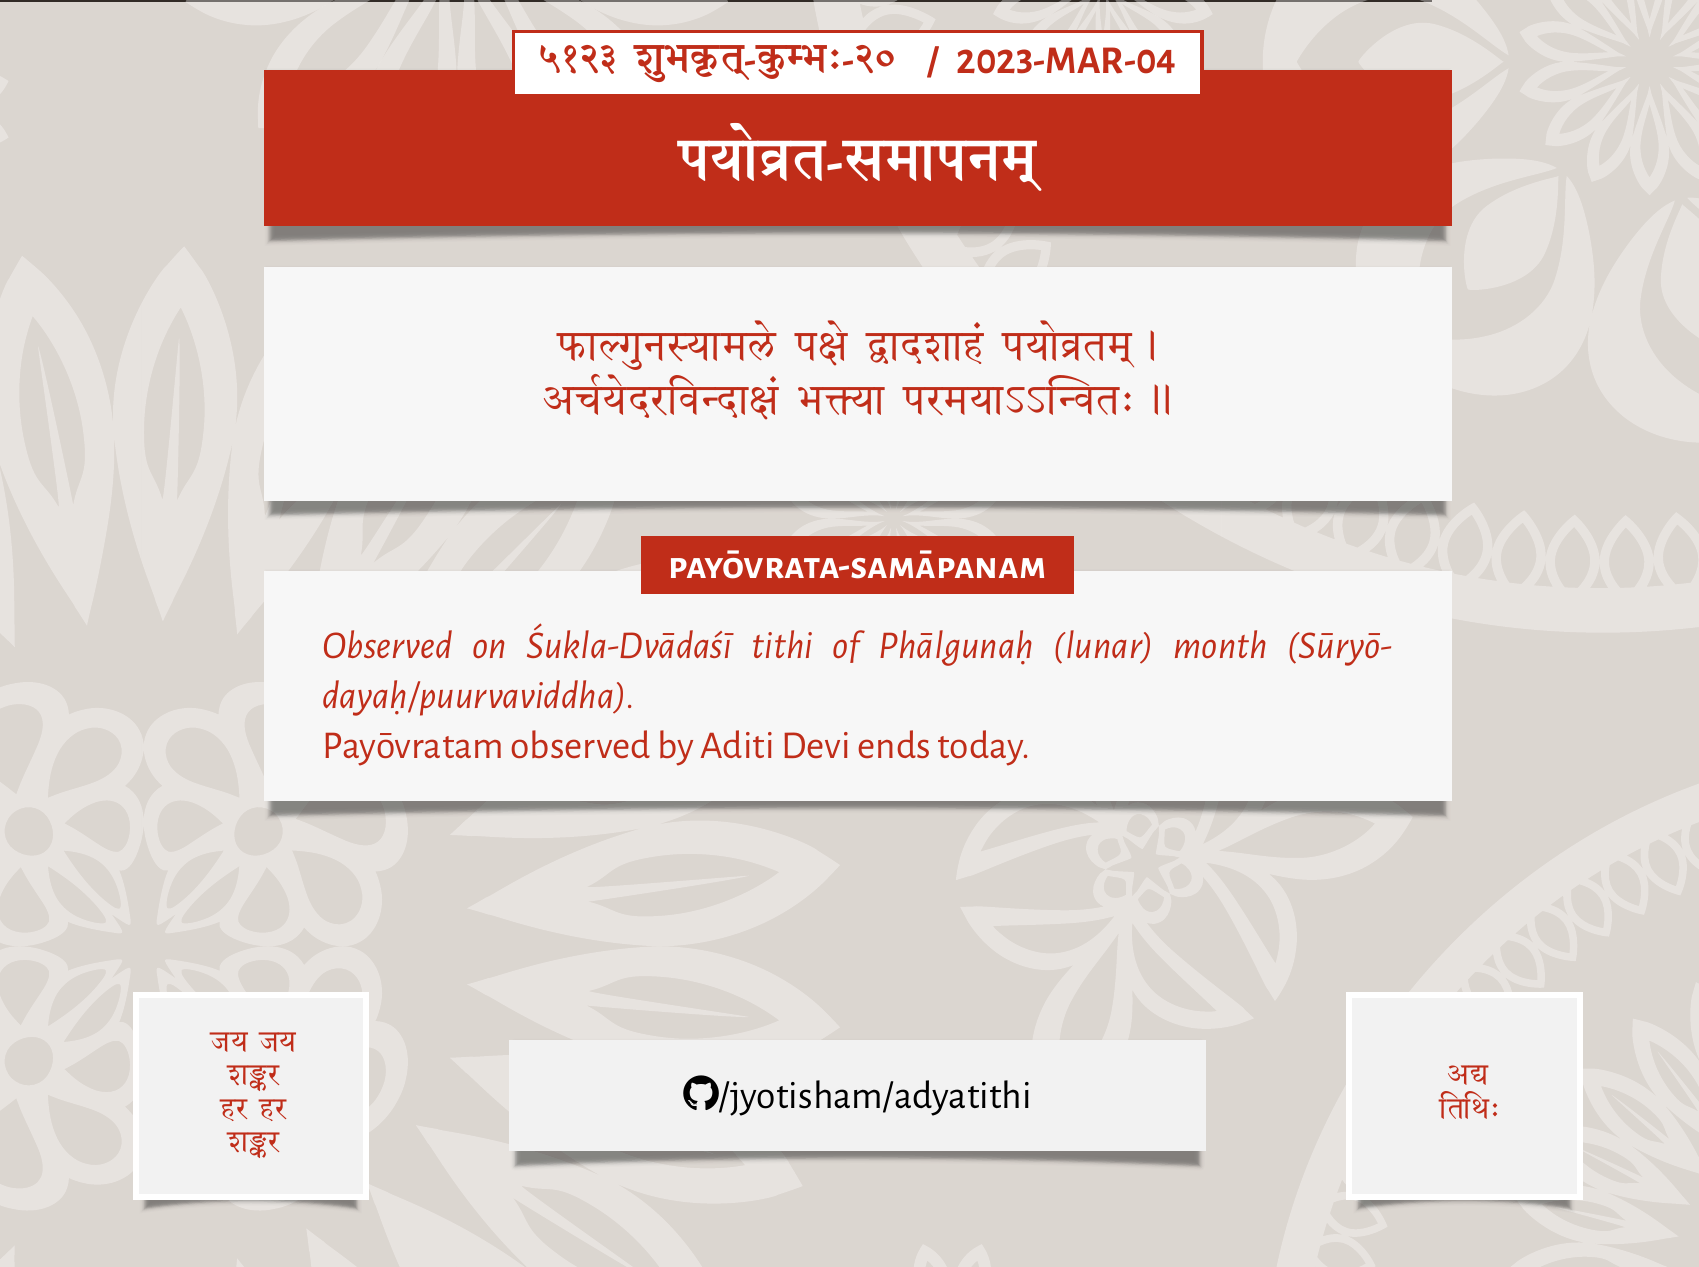 ५१२३ शुभकृत्-कुम्भः-२० / 2023-MAR-04
पयोव्रत-समापनम्
फाल्गुनस्यामले पक्षे द्वादशाहं पयोव्रतम् ।
अर्चयेदरविन्दाक्षं भक्त्या परमयाऽऽन्वितः ॥
PAYŌVRATA-SAMĀPANAM
Observed on Śukla-Dvādaśī tithi of Phālgunaḥ (lunar) month (Sūryō-
dayaḥ/puurvaviddha).
Payōvratam observed by Aditi Devi ends today.
जय जय
शङ्कर
हर हर
शङ्कर
/jyotisham/adyatithi
अद्य
तिथिः